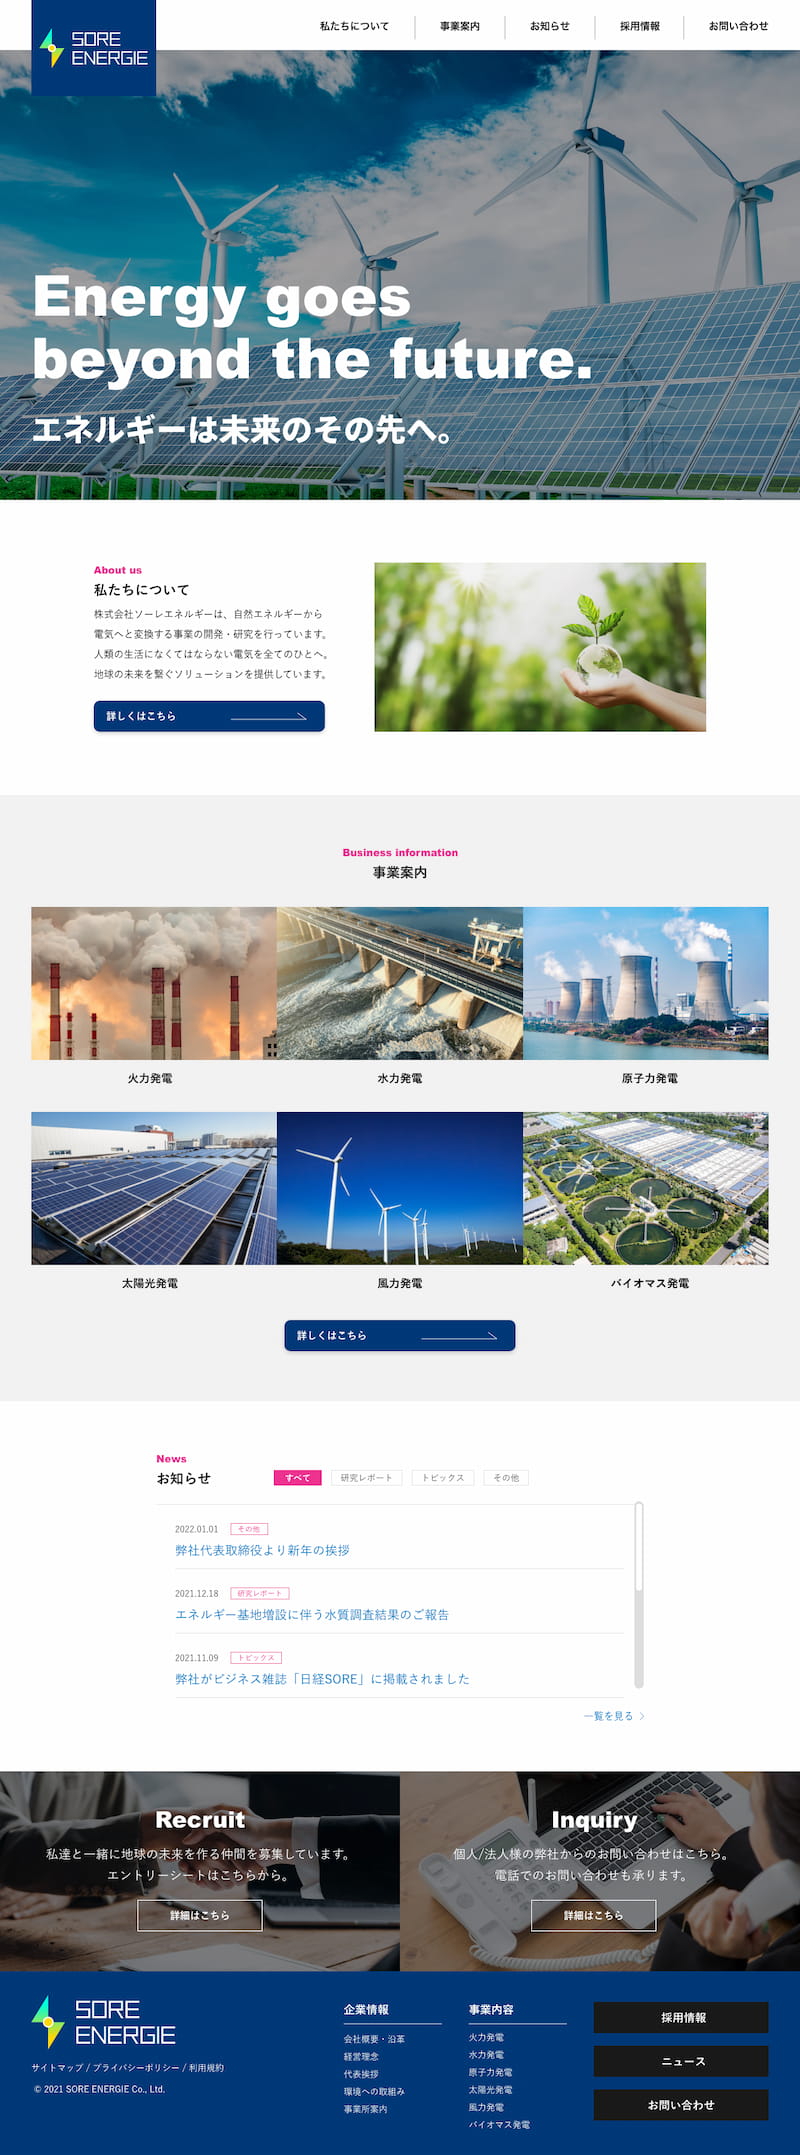 SORE
ENERGIE
私たちについて
事業案内
お知らせ
採用情報
お問い合わせ
Energy goes
beyond the future.
エネルギーは未来のその先へ。
About us
私たちについて
株式会社ソーレエネルギーは、自然エネルギーから
電気へと変換する事業の開発・研究を行っています。
人類の生活になくてはならない電気を全てのひとへ。
地球の未来を繋ぐソリューションを提供しています。
詳しくはこちら
Business information
事業案内
火力発電
水力発電
原子力発電
太陽光発電
風力発電
バイオマス発電
詳しくはこちら
News
お知らせ
すべて
研究レポート
トピックス
その他
2022.01.01 その他
弊社代表取締役より新年の挨拶
2021.12.18 研究レポート
エネルギー基地増設に伴う水質調査結果のご報告
2021.11.09 トピックス
弊社がビジネス雑誌「日経SORE」に掲載されました
一覧を見る
Recruit
私達と一緒に地球の未来を作る仲間を募集しています。
エントリーシートはこちらから。
詳細はこちら
Inquiry
個人/法人様の弊社からのお問い合わせはこちら。
電話でのお問い合わせも承ります。
詳細はこちら
SORE
ENERGIE
サイトマップ / プライバシーポリシー / 利用規約
© 2021 SORE ENERGIE Co., Ltd.
企業情報
会社概要・沿革
経営理念
代表挨拶
環境への取組み
事業所案内
事業内容
火力発電
水力発電
原子力発電
太陽光発電
風力発電
バイオマス発電
採用情報
ニュース
お問い合わせ